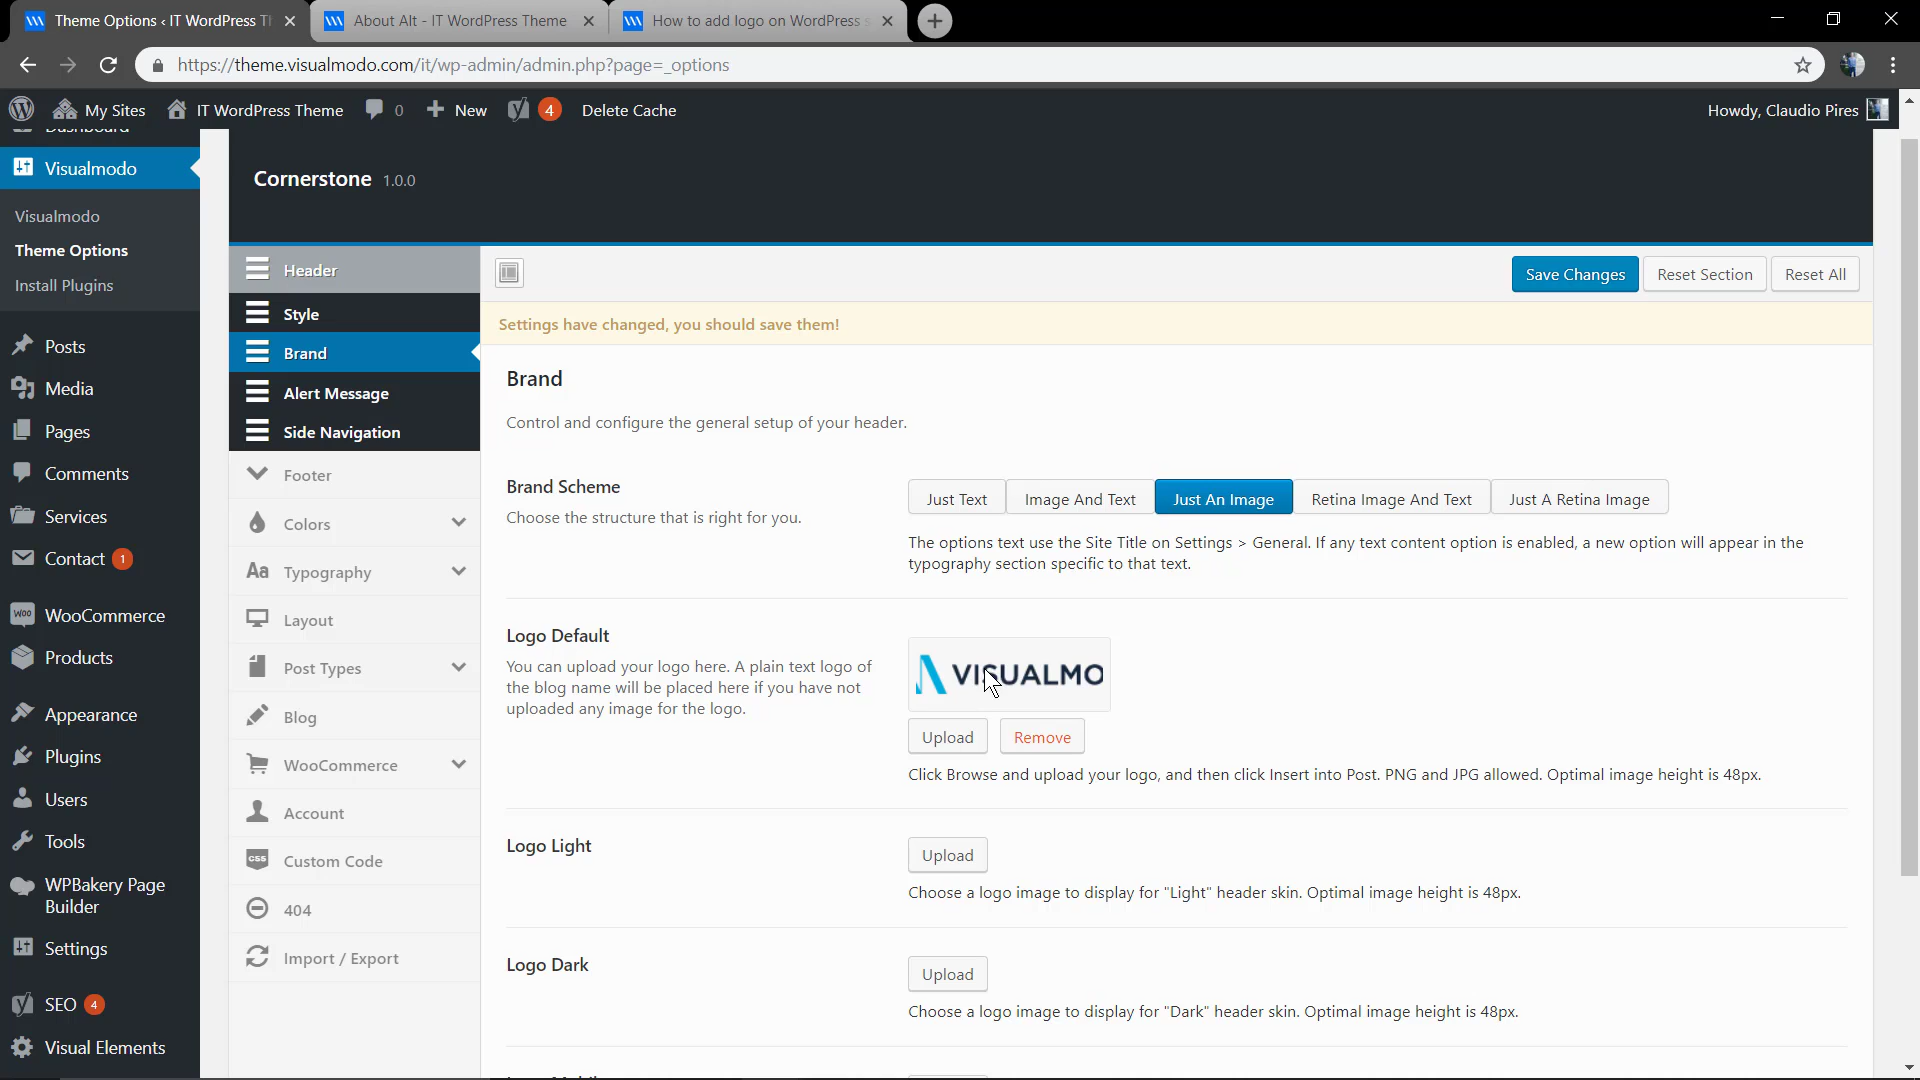 Theme Options ‹ IT WordPress Th
About Alt - IT WordPress Theme
How to add logo on WordPress s
https://theme.visualmodo.com/it/wp-admin/admin.php?page=_options
My Sites
IT WordPress Theme
0
New
4
Delete Cache
Howdy, Claudio Pires
Dashboard
Visualmodo
Visualmodo
Theme Options
Install Plugins
Posts
Media
Pages
Comments
Services
Contact 1
WooCommerce
Products
Appearance
Plugins
Users
Tools
WPBakery Page
Builder
Settings
SEO 4
Visual Elements
Cornerstone 1.0.0
Header
Style
Brand
Alert Message
Side Navigation
Footer
Colors
Aa Typography
Layout
Post Types
Blog
WooCommerce
Account
CSS Custom Code
404
Import / Export
Save Changes
Reset Section
Reset All
Settings have changed, you should save them!
Brand
Control and configure the general setup of your header.
Brand Scheme
Choose the structure that is right for you.
Just Text
Image And Text
Just An Image
Retina Image And Text
Just A Retina Image
The options text use the Site Title on Settings > General. If any text content option is enabled, a new option will appear in the
typography section specific to that text.
Logo Default
You can upload your logo here. A plain text logo of
the blog name will be placed here if you have not
uploaded any image for the logo.
VISUALMO
Upload
Remove
Click Browse and upload your logo, and then click Insert into Post. PNG and JPG allowed. Optimal image height is 48px.
Logo Light
Upload
Choose a logo image to display for "Light" header skin. Optimal image height is 48px.
Logo Dark
Upload
Choose a logo image to display for "Dark" header skin. Optimal image height is 48px.